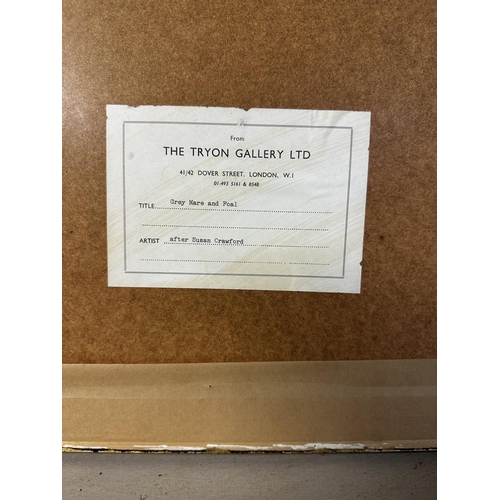 From
THE TRYON GALLERY LTD
41/42 DOVER STREET, LONDON, W.1
01-493 5161 & 8548
TITLE Grey Mare and Foal
ARTIST after Susan Crawford